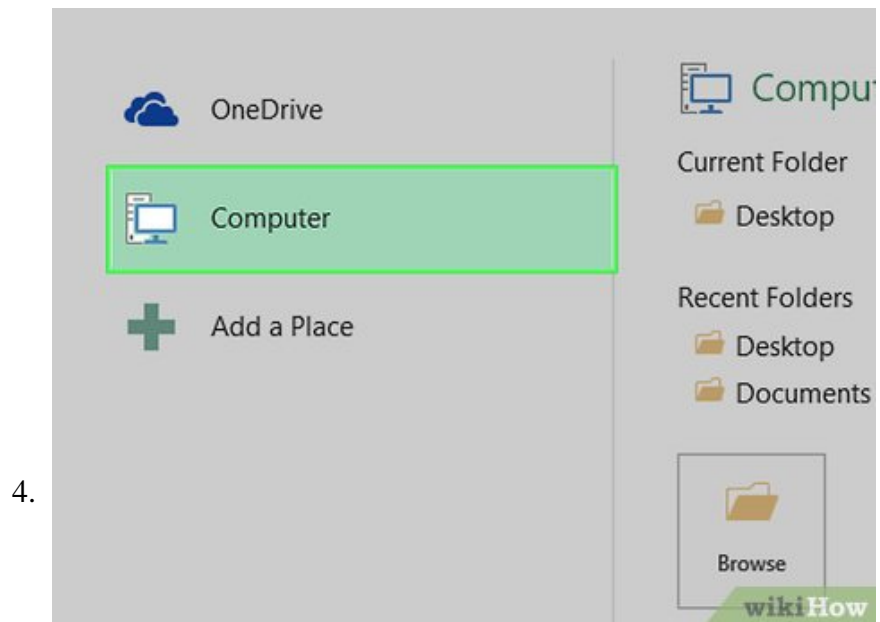 OneDrive
Computer
Add a Place
Current Folder
Desktop
Recent Folders
Desktop
Documents
Browse
4.
wikiHow